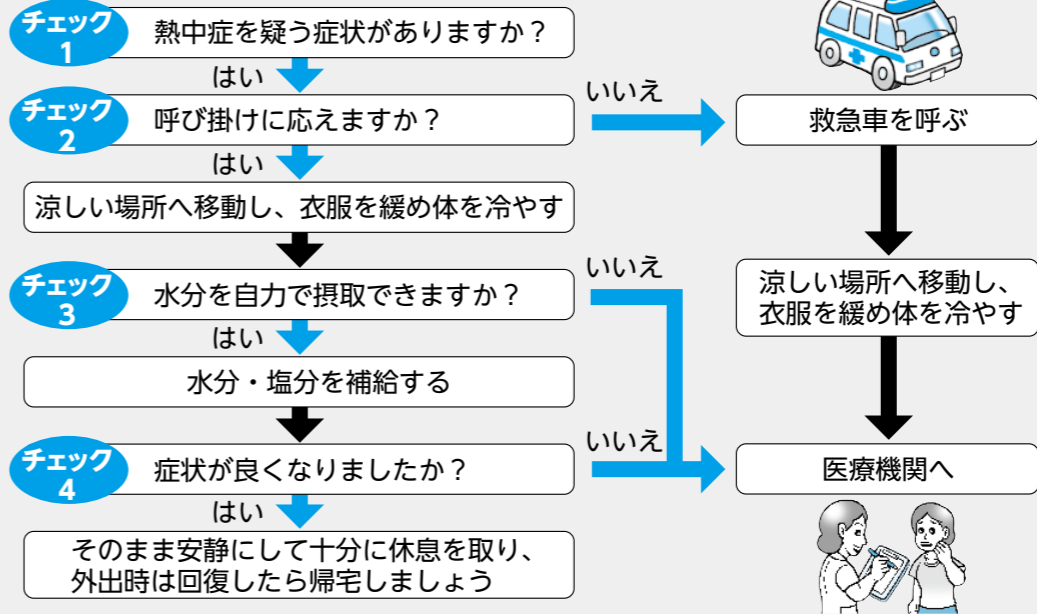 チェック
1
熱中症を疑う症状がありますか？
はい
チェック
2
呼び掛けに応えますか？
いいえ
救急車を呼ぶ
はい
涼しい場所へ移動し、衣服を緩め体を冷やす
チェック
3
水分を自力で摂取できますか？
いいえ
涼しい場所へ移動し、
衣服を緩め体を冷やす
はい
水分・塩分を補給する
チェック
4
症状が良くなりましたか？
いいえ
医療機関へ
はい
そのまま安静にして十分に休息を取り、
外出時は回復したら帰宅しましょう